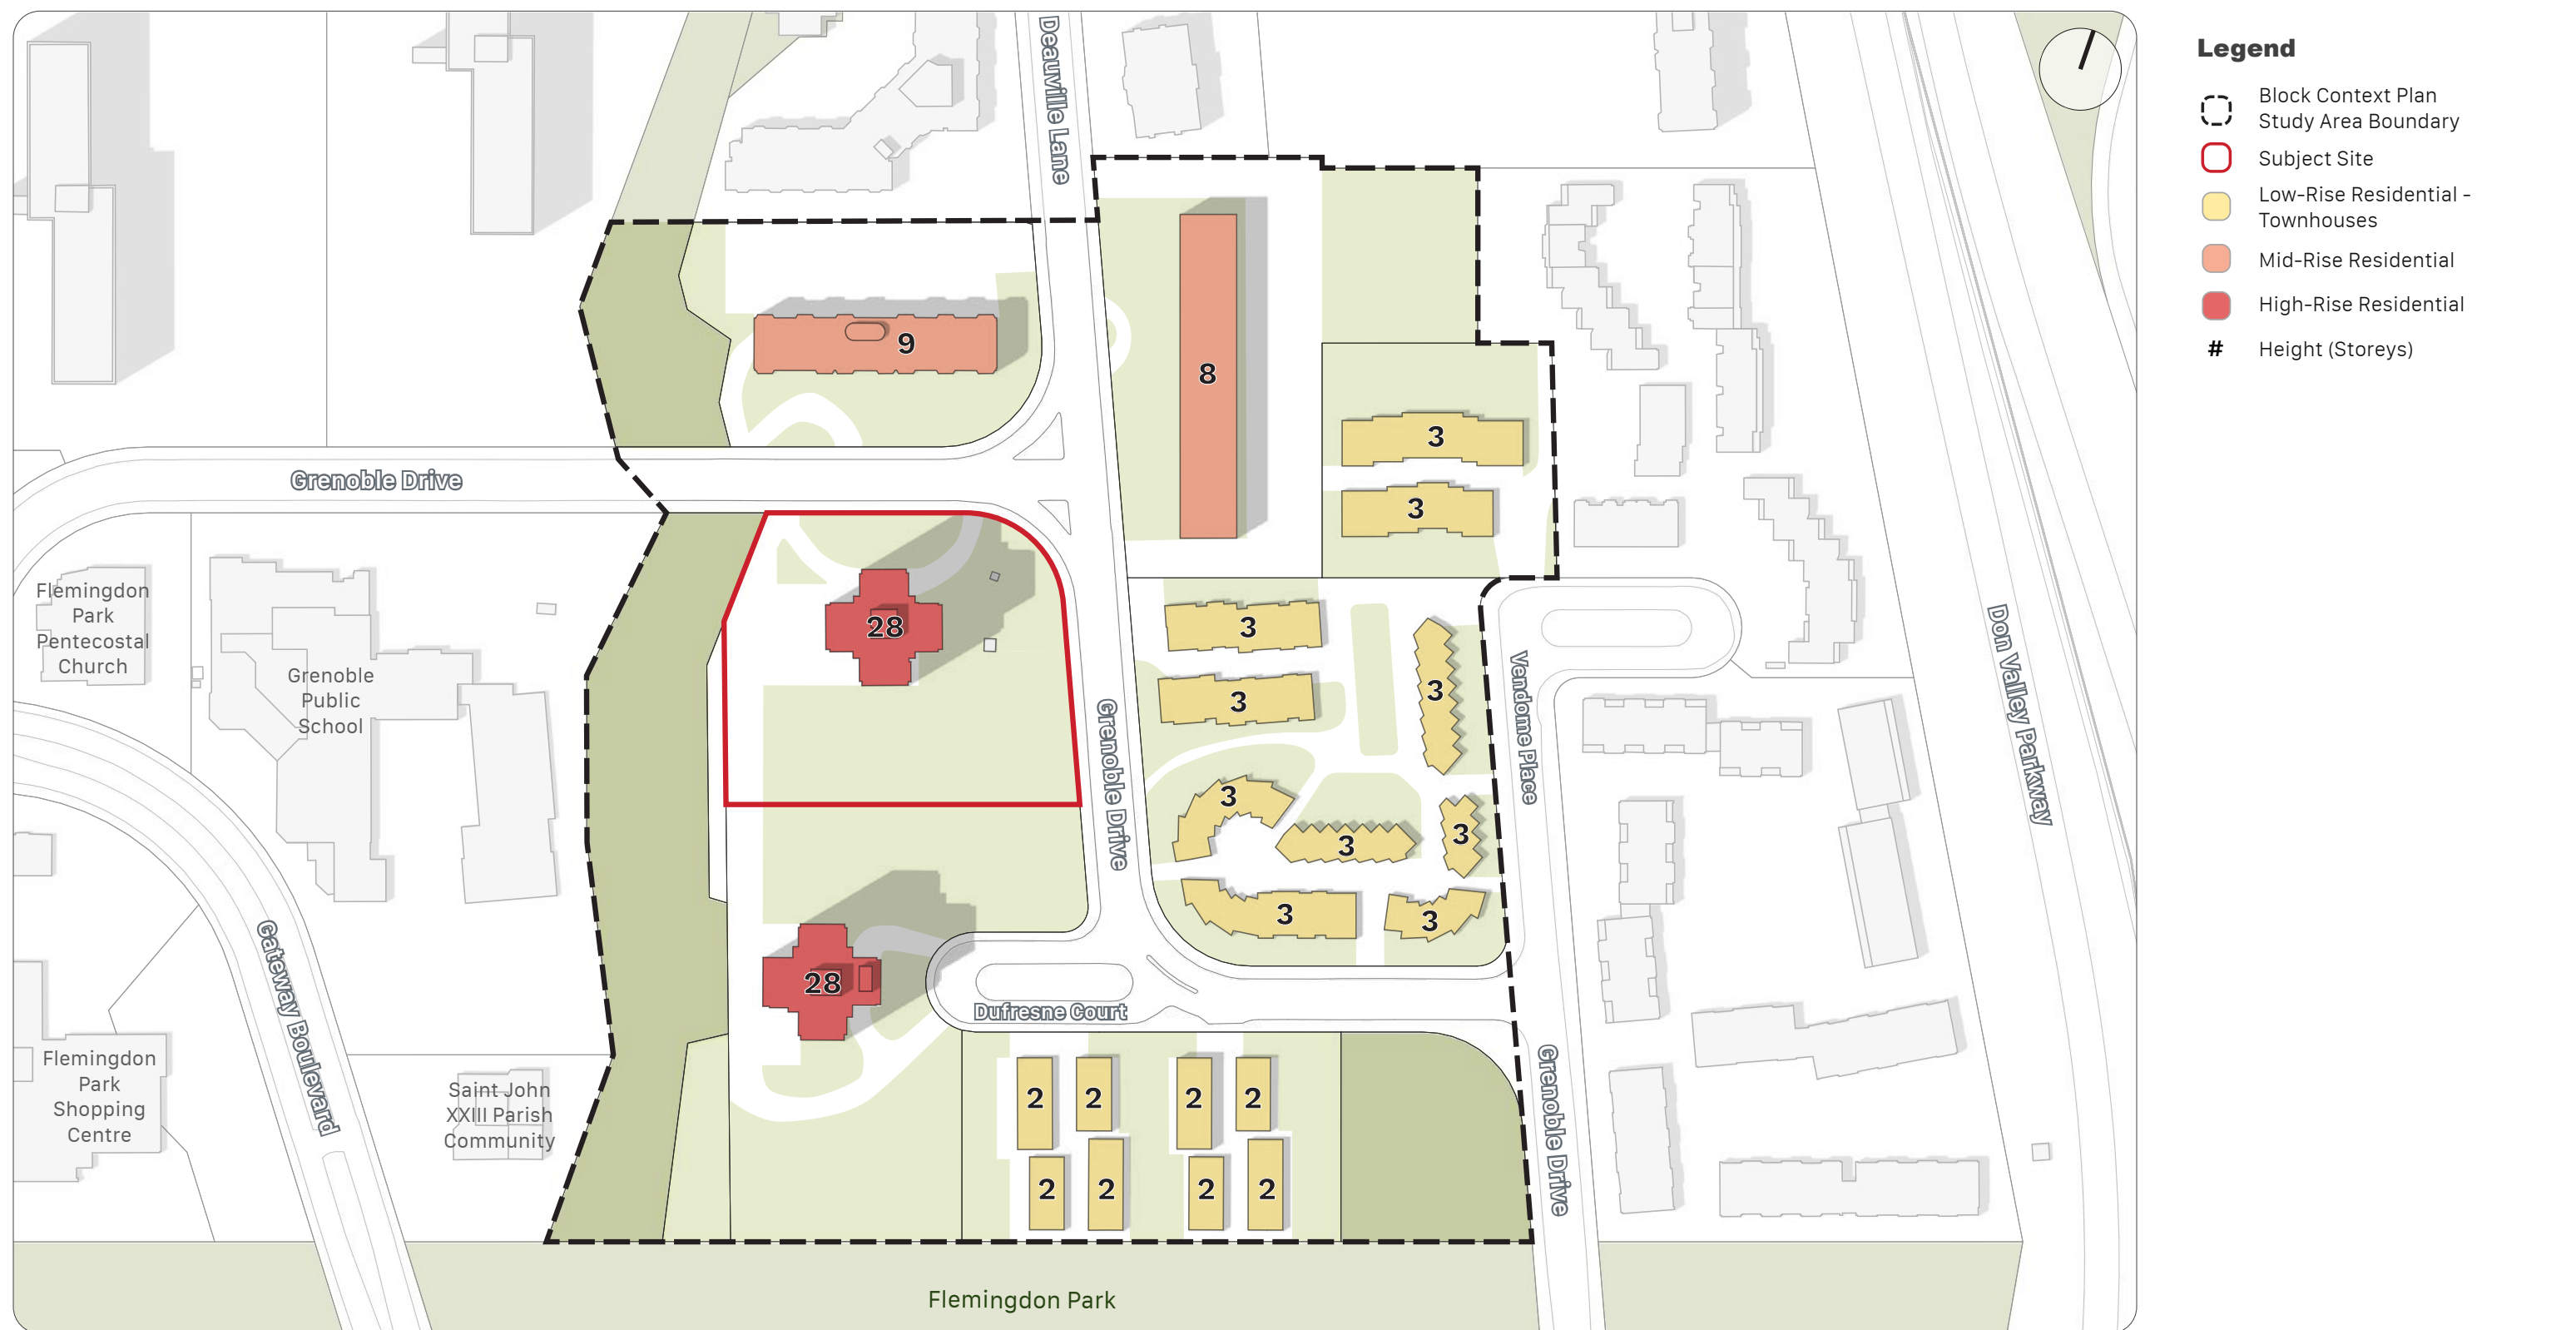 Deauville Lane
9
8
3
3
Grenoble Drive
Flemingdon
Park
Pentecostal
Church
Grenoble
Public
School
28
3
3
3
Vendome Place
Don Valley Parkway
Grenoble Drive
3
3
3
3
3
Gateway Boulevard
28
Dufresne Court
Flemingdon
Park
Shopping
Centre
Saint John
XXIII Parish
Community
2
2
2
2
2
2
2
2
Grenoble Drive
Flemingdon Park
Legend
Block Context Plan
Study Area Boundary
Subject Site
Low-Rise Residential -
Townhouses
Mid-Rise Residential
High-Rise Residential
# Height (Storeys)